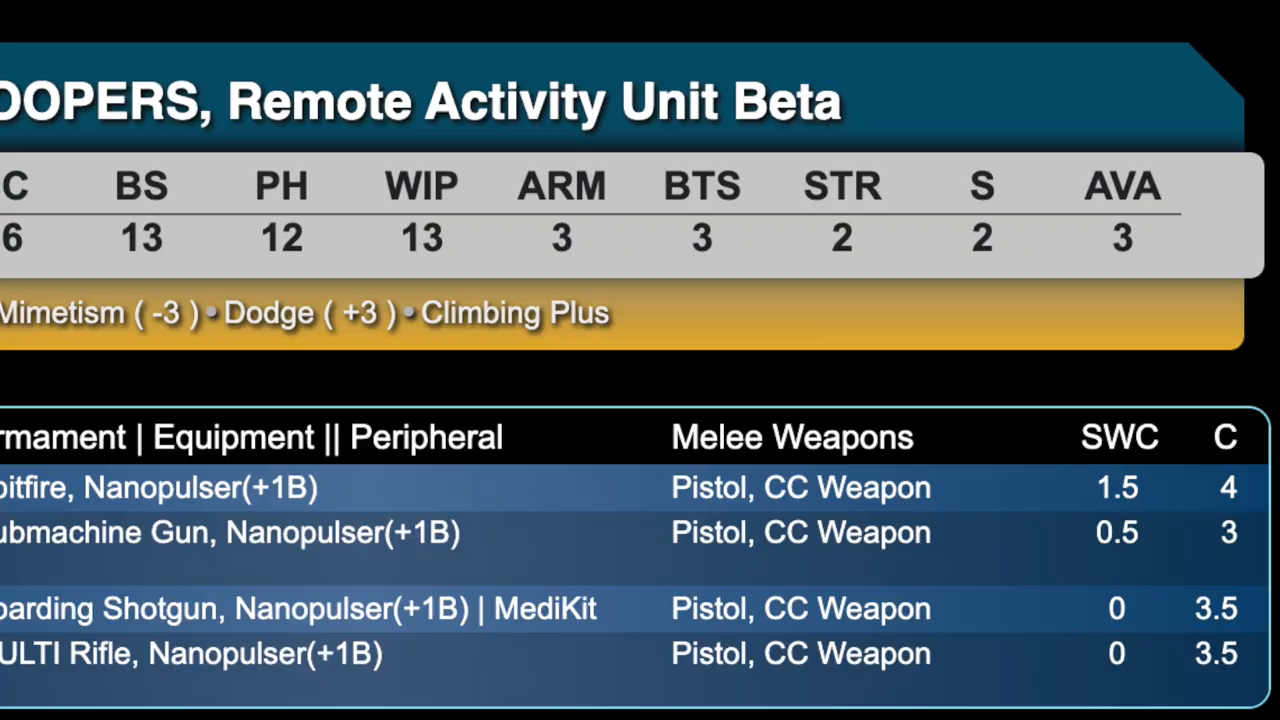 OOPERS, Remote Activity Unit Beta
C BS PH WIP ARM BTS STR S AVA
6 13 12 13 3 3 2 2 3
Mimetism ( -3 ) • Dodge ( +3 ) • Climbing Plus
rmament | Equipment || Peripheral Melee Weapons SWC C
pitfire, Nanopulser(+1B) Pistol, CC Weapon 1.5 4
ubmachine Gun, Nanopulser(+1B) Pistol, CC Weapon 0.5 3
oarding Shotgun, Nanopulser(+1B) | MediKit Pistol, CC Weapon 0 3.5
ULTI Rifle, Nanopulser(+1B) Pistol, CC Weapon 0 3.5